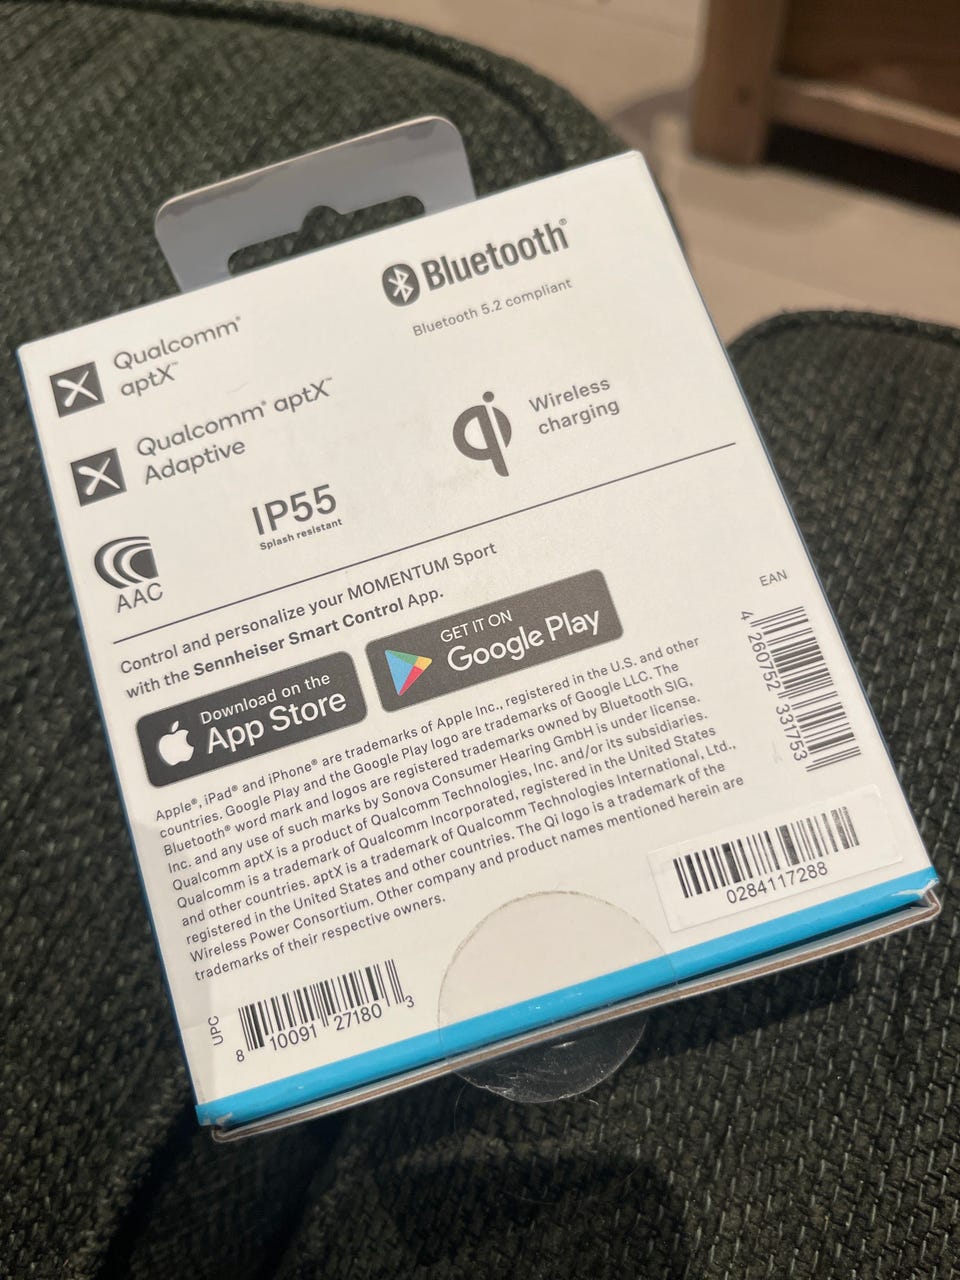 Bluetooth®
Bluetooth 5.2 compliant
Qualcomm®
aptX™
Qualcomm® aptX™
Adaptive
qi
Wireless
charging
AAC
IP55
Splash resistant
Control and personalize your MOMENTUM Sport
with the Sennheiser Smart Control App.
Download on the
App Store
GET IT ON
Google Play
Apple®, iPad® and iPhone® are trademarks of Apple Inc., registered in the U.S. and other
countries. Google Play and the Google Play logo are trademarks of Google LLC. The
Bluetooth® word mark and logos are registered trademarks owned by Bluetooth SIG,
Inc. and any use of such marks by Sonova Consumer Hearing GmbH is under license.
Qualcomm aptX is a product of Qualcomm Technologies, Inc. and/or its subsidiaries.
Qualcomm is a trademark of Qualcomm Incorporated, registered in the United States
and other countries. aptX is a trademark of Qualcomm Technologies International, Ltd.,
registered in the United States and other countries. The Qi logo is a trademark of the
Wireless Power Consortium. Other company and product names mentioned herein are
trademarks of their respective owners.
EAN
4 260752 331753
0284117288
UPC
8 10091 27180 3